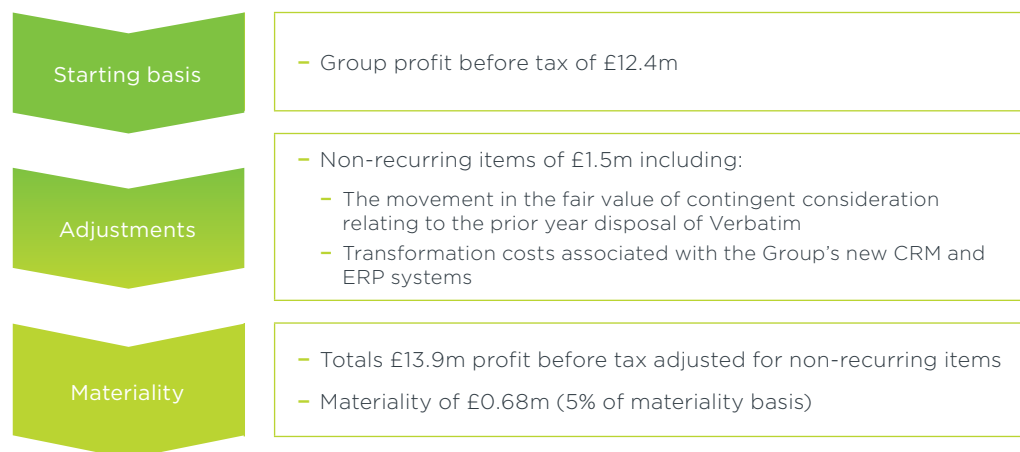 Starting basis
– Group profit before tax of £12.4m
Adjustments
– Non-recurring items of £1.5m including:
– The movement in the fair value of contingent consideration
relating to the prior year disposal of Verbatim
– Transformation costs associated with the Group’s new CRM and
ERP systems
Materiality
– Totals £13.9m profit before tax adjusted for non-recurring items
– Materiality of £0.68m (5% of materiality basis)